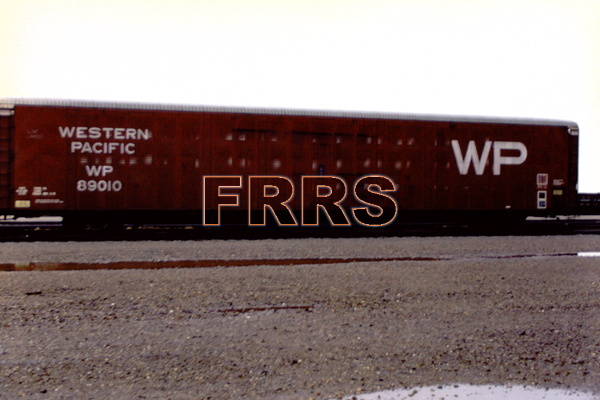 WESTERN
PACIFIC
WP
89010
WP
FRRS